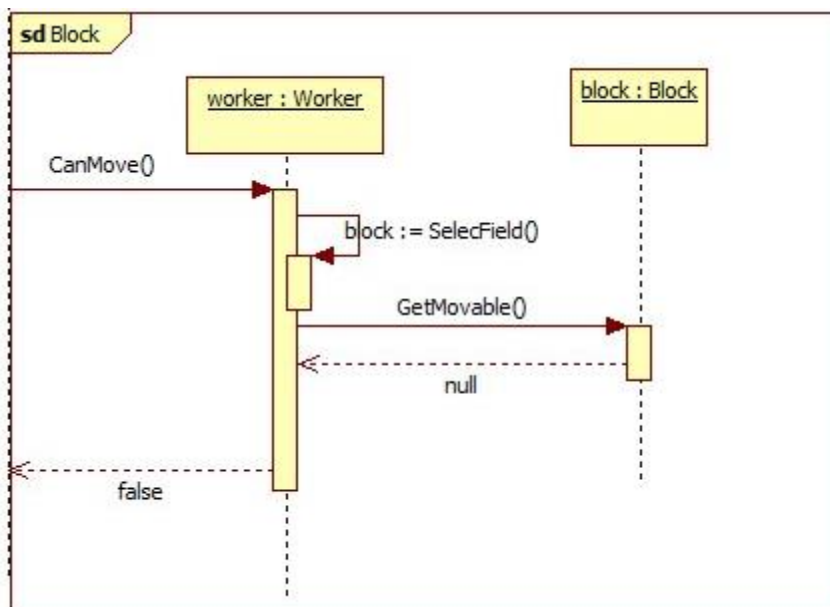 sd Block
worker : Worker
block : Block
CanMove()
block := SelecField()
GetMovable()
null
false